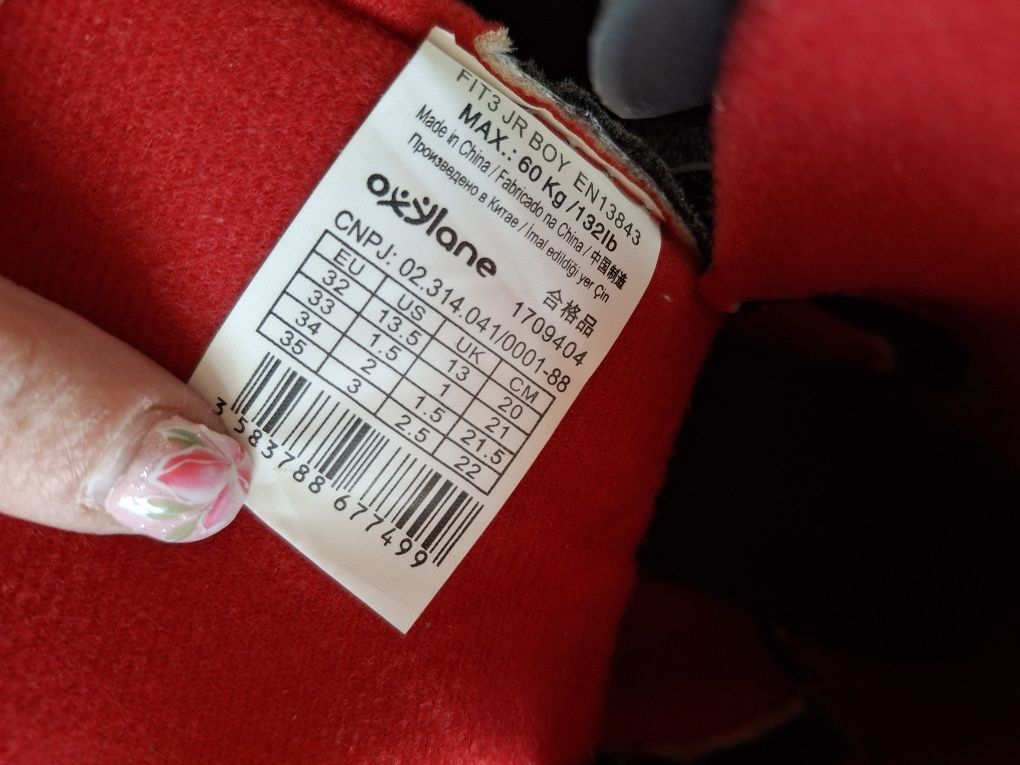 FIT3 JR BOY EN13843
MAX.: 60 Kg /132lb
Made in China / Fabricado na China / 中国制造
Произведено в Китае / İmal edildiği yer Çin
oxylane
合格品
1709404
CNPJ: 02.314.041/0001-88
EU US UK CM
32 13.5 13 20
33 1.5 1 21
34 2 1.5 21.5
35 3 2.5 22
3 583788 677499